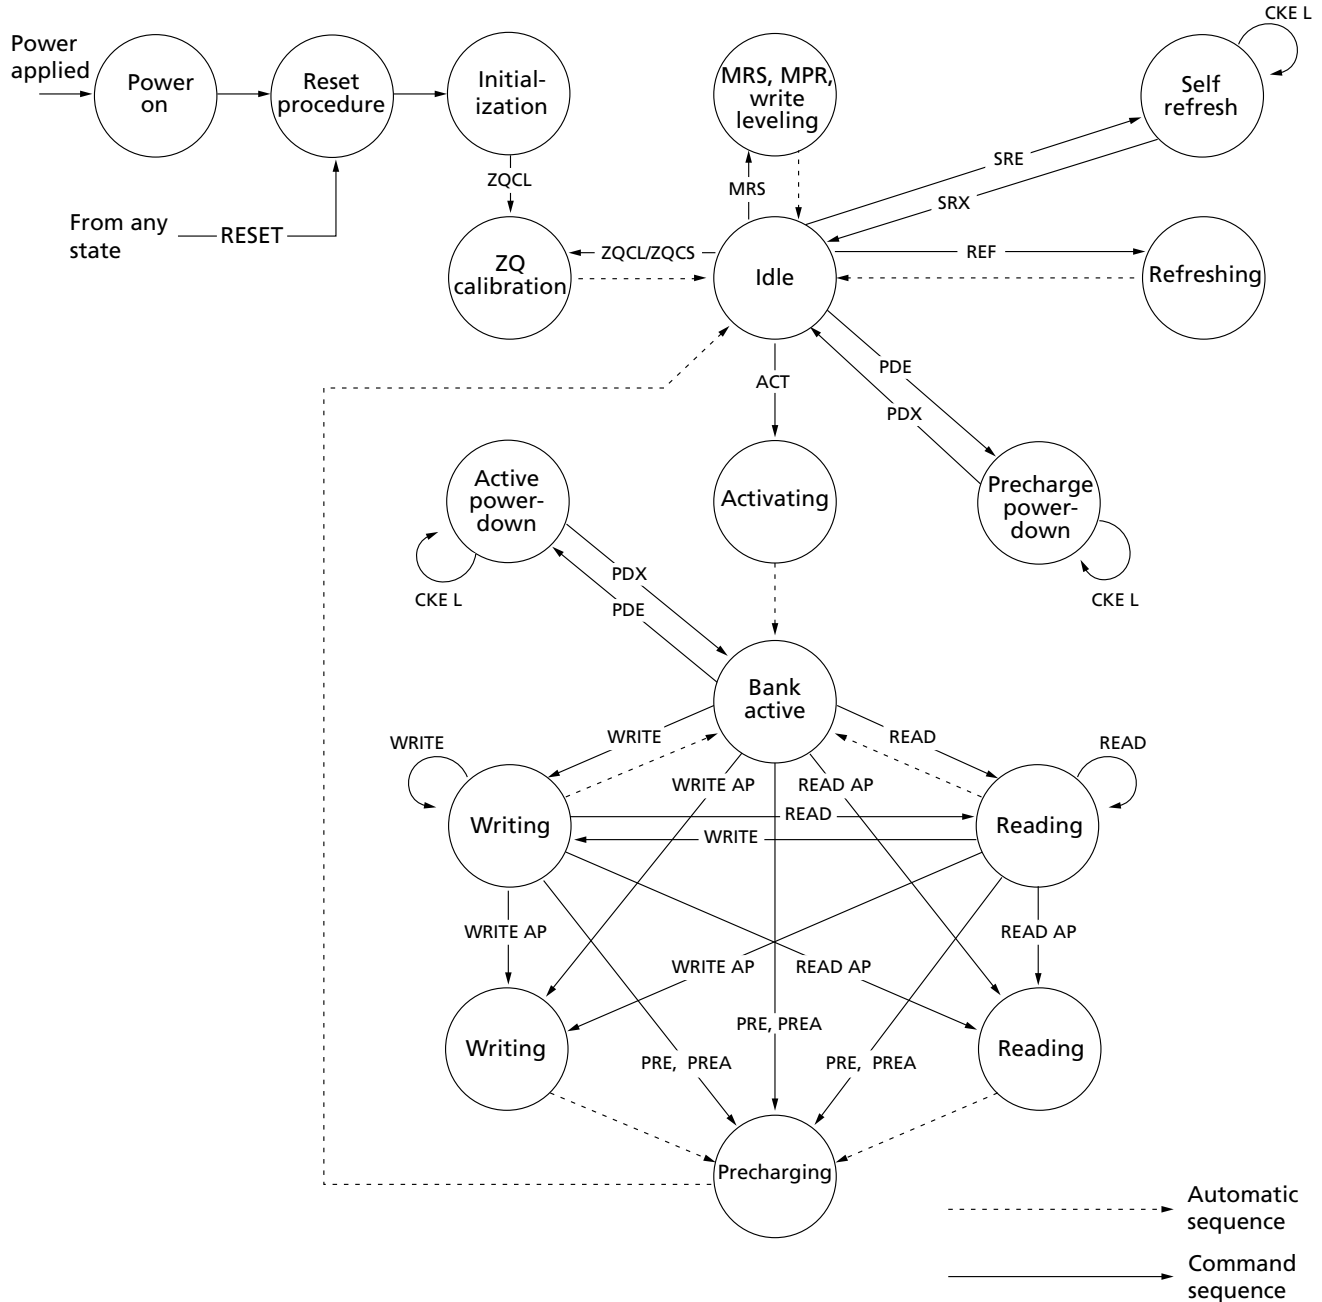 CKE L
Power
applied
Power
on
Reset
procedure
Initial-
ization
MRS, MPR,
write
leveling
Self
refresh
ZQCL
MRS
SRE
SRX
From any
state
RESET
ZQ
calibration
ZQCL/ZQCS
Idle
REF
Refreshing
PDE
PDX
ACT
Active
power-
down
Activating
Precharge
power-
down
CKE L
CKE L
PDX
PDE
Bank
active
WRITE
WRITE
READ
READ
WRITE AP
READ AP
Writing
READ
WRITE
Reading
WRITE AP
READ AP
WRITE AP
READ AP
Writing
PRE, PREA
Reading
PRE, PREA
PRE, PREA
Precharging
Automatic
sequence
Command
sequence